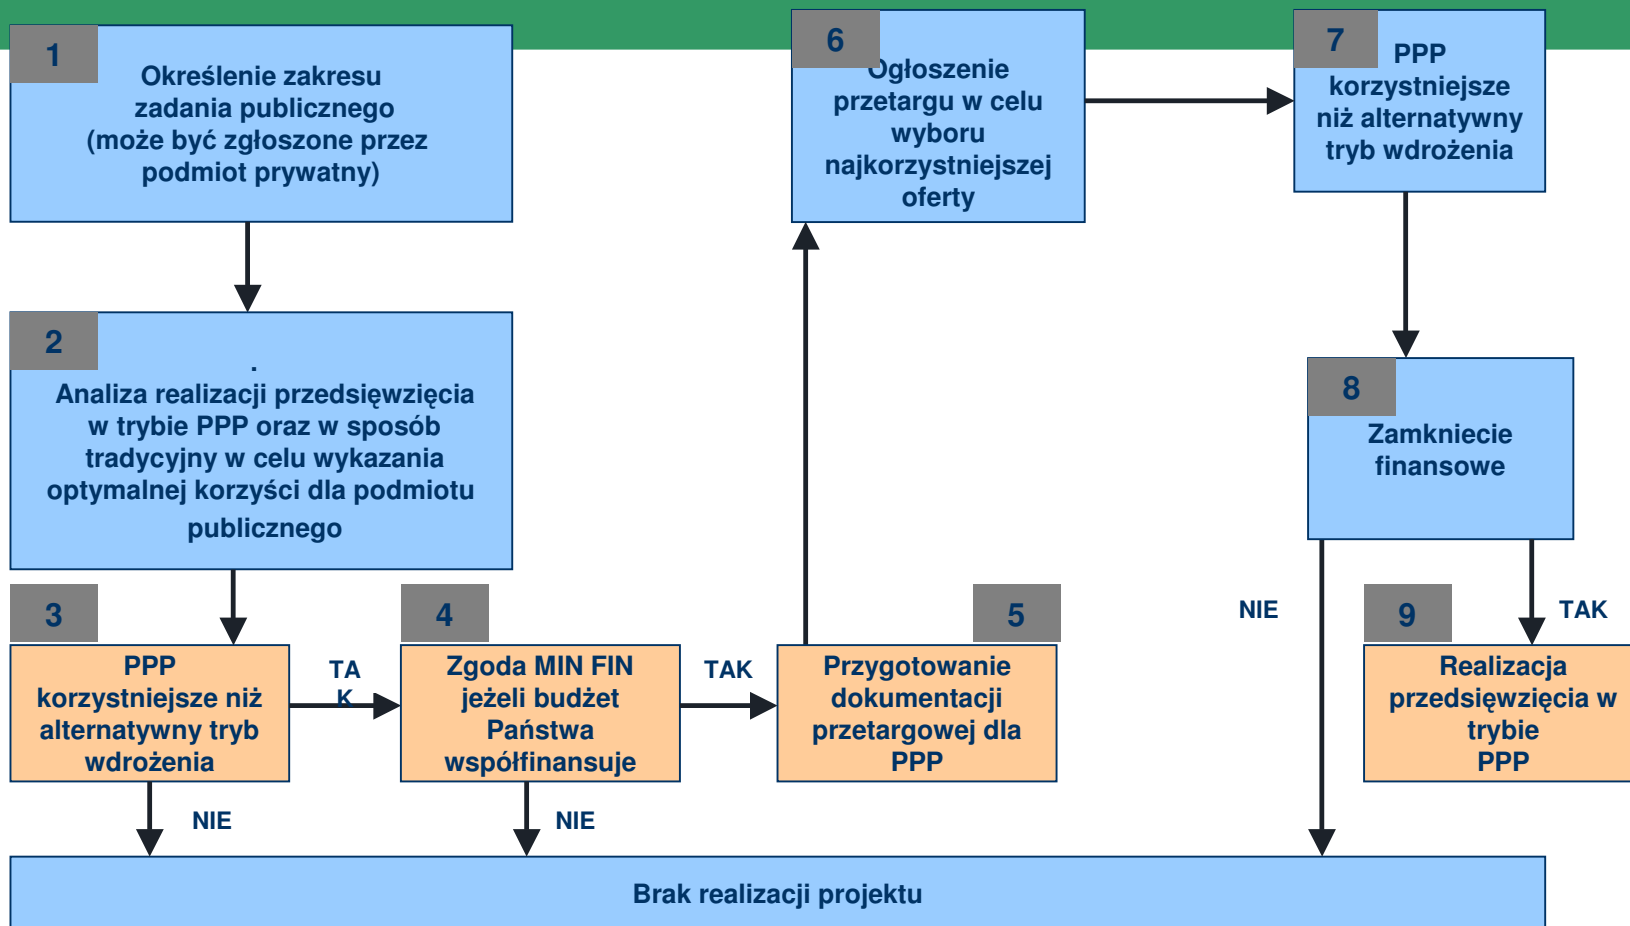 1
Określenie zakresu
zadania publicznego
(może być zgłoszone przez
podmiot prywatny)
2
.
Analiza realizacji przedsięwzięcia
w trybie PPP oraz w sposób
tradycyjny w celu wykazania
optymalnej korzyści dla podmiotu
publicznego
3
PPP
korzystniejsze niż
alternatywny tryb
wdrożenia
TA
K
NIE
4
Zgoda MIN FIN
jeżeli budżet
Państwa
współfinansuje
TAK
NIE
5
Przygotowanie
dokumentacji
przetargowej dla
PPP
6
Ogłoszenie
przetargu w celu
wyboru
najkorzystniejszej
oferty
7
PPP
korzystniejsze
niż alternatywny
tryb wdrożenia
8
Zamkniecie
finansowe
NIE
TAK
9
Realizacja
przedsięwzięcia w
trybie
PPP
Brak realizacji projektu